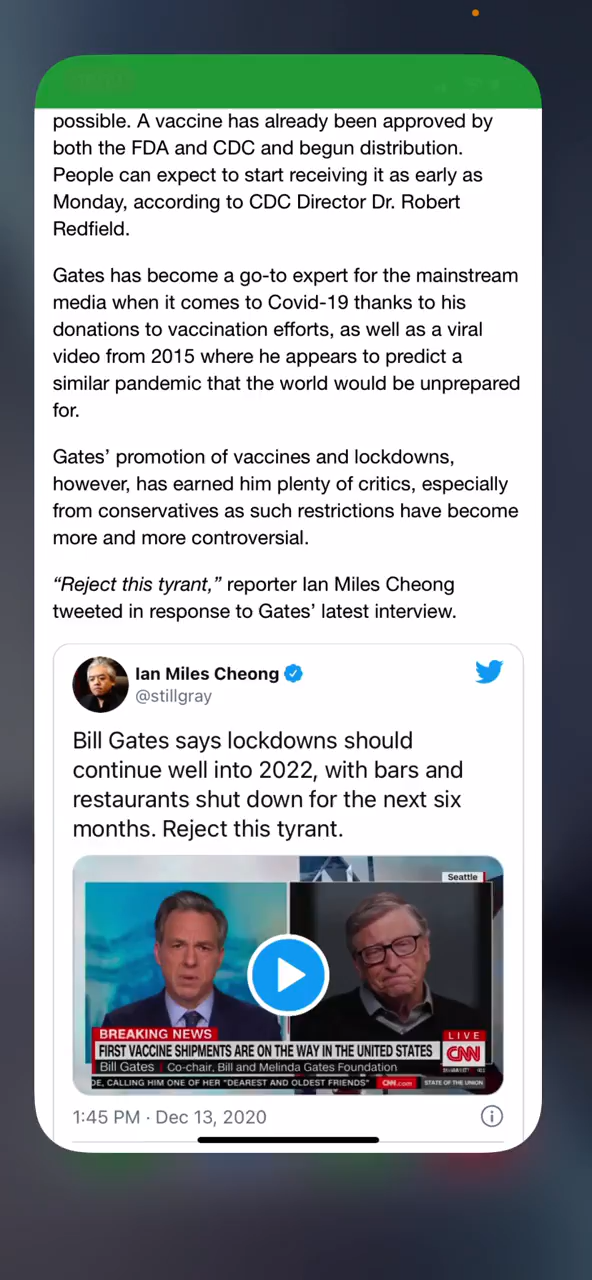 possible. A vaccine has already been approved by
both the FDA and CDC and begun distribution.
People can expect to start receiving it as early as
Monday, according to CDC Director Dr. Robert
Redfield.
Gates has become a go-to expert for the mainstream
media when it comes to Covid-19 thanks to his
donations to vaccination efforts, as well as a viral
video from 2015 where he appears to predict a
similar pandemic that the world would be unprepared
for.
Gates’ promotion of vaccines and lockdowns,
however, has earned him plenty of critics, especially
from conservatives as such restrictions have become
more and more controversial.
“Reject this tyrant,” reporter Ian Miles Cheong
tweeted in response to Gates’ latest interview.
Ian Miles Cheong
@stillgray
Bill Gates says lockdowns should
continue well into 2022, with bars and
restaurants shut down for the next six
months. Reject this tyrant.
Seattle
BREAKING NEWS
LIVE
FIRST VACCINE SHIPMENTS ARE ON THE WAY IN THE UNITED STATES
CNN
Bill Gates | Co-chair, Bill and Melinda Gates Foundation
DE, CALLING HIM ONE OF HER "DEAREST AND OLDEST FRIENDS" CNN.com STATE OF THE UNION
1:45 PM · Dec 13, 2020